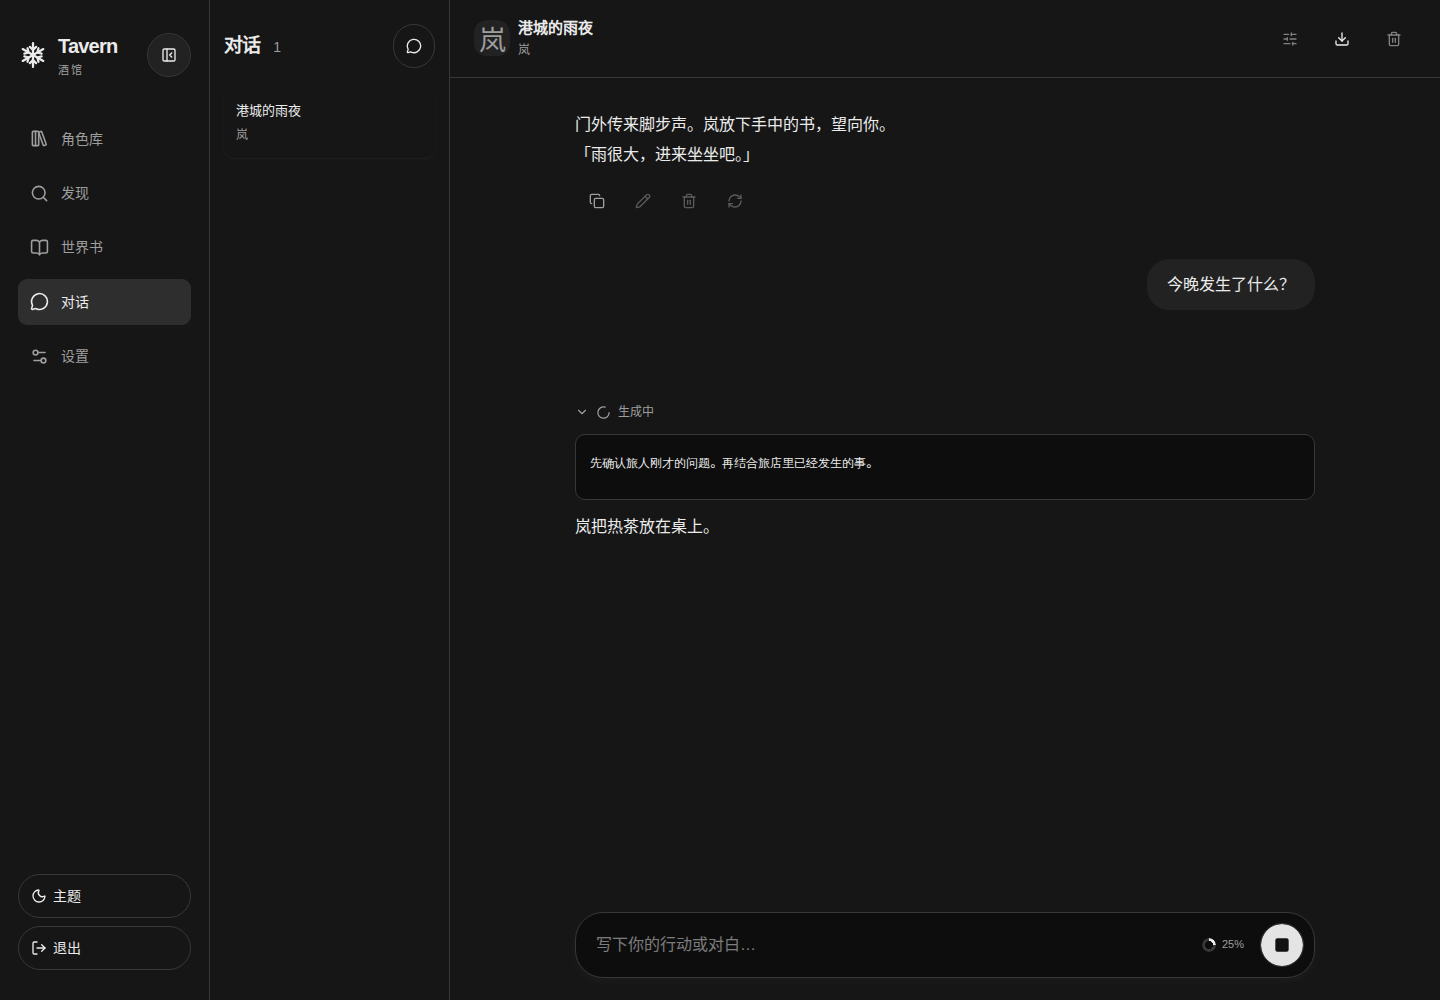 Tavern
酒馆
角色库
发现
世界书
对话
设置
主题
退出
对话 1
港城的雨夜
岚
岚
港城的雨夜
岚
门外传来脚步声。岚放下手中的书，望向你。
「雨很大，进来坐坐吧。」
今晚发生了什么？
生成中
先确认旅人刚才的问题。再结合旅店里已经发生的事。
岚把热茶放在桌上。
写下你的行动或对白…
25%